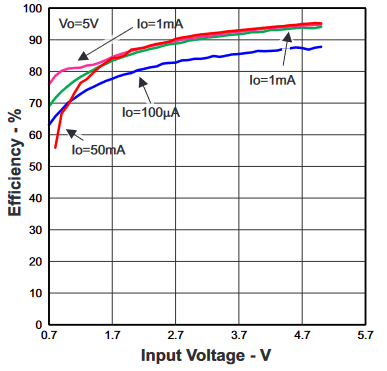 100
90
80
70
60
50
40
30
20
10
0
Efficiency - %
Vo=5V
Io=1mA
Io=1mA
Io=100µA
Io=50mA
0.7
1.7
2.7
3.7
4.7
5.7
Input Voltage - V